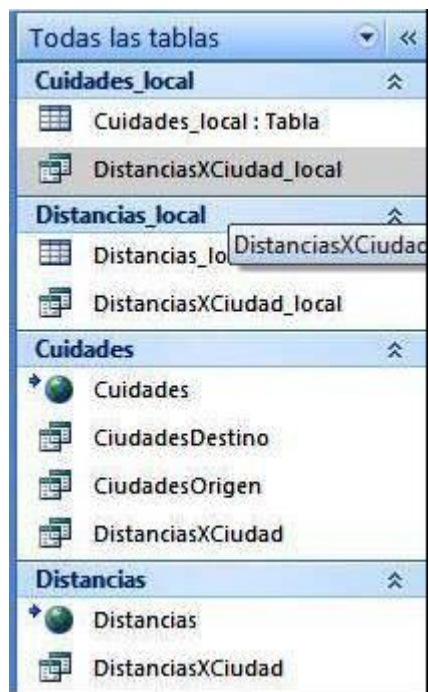 Todas las tablas
Cuidades_local
Cuidades_local : Tabla
DistanciasXCiudad_local
Distancias_local
Distancias_lo
DistanciasXCiudad
DistanciasXCiudad_local
Cuidades
Cuidades
CiudadesDestino
CiudadesOrigen
DistanciasXCiudad
Distancias
Distancias
DistanciasXCiudad